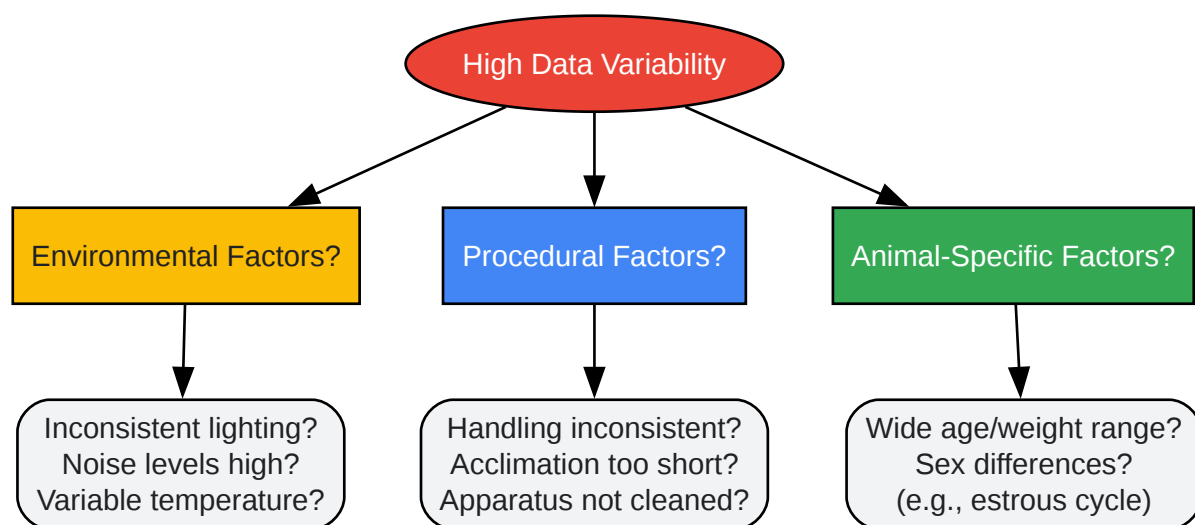 High Data Variability
Environmental Factors?
Procedural Factors?
Animal-Specific Factors?
Inconsistent lighting?
Noise levels high?
Variable temperature?
Handling inconsistent?
Acclimation too short?
Apparatus not cleaned?
Wide age/weight range?
Sex differences?
(e.g., estrous cycle)